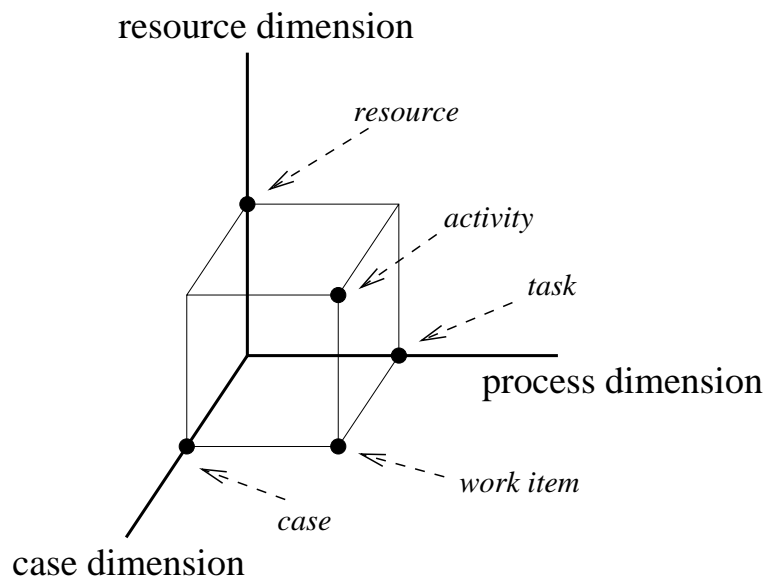 resource dimension
resource
activity
task
process dimension
work item
case
case dimension